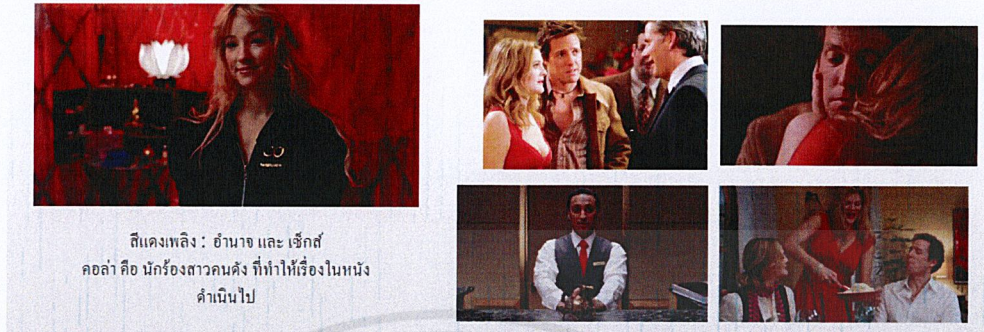 สีแดงเพลิง : อำนาจ และ เซ็กส์
คอล่า คือ นักร้องสาวคนดัง ที่ทำให้เรื่องในหนัง
ดำเนินไป